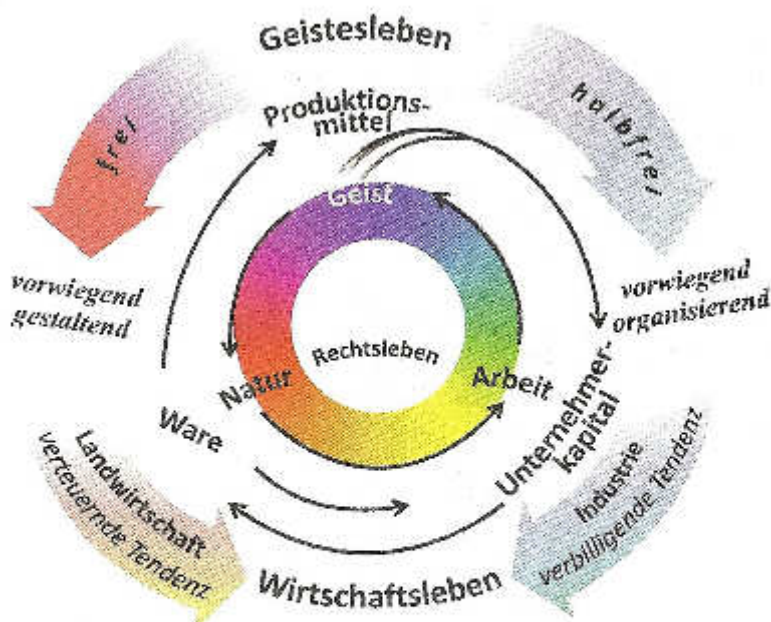 Geistesleben
frei
Produktions-
mittel
halbfrei
Geist
vorwiegend
gestaltend
vorwiegend
organisierend
Rechtsleben
Natur
Arbeit
Ware
Unternehmer-
kapital
Landwirtschaft
verteuernde Tendenz
Industrie
verbilligende Tendenz
Wirtschaftsleben